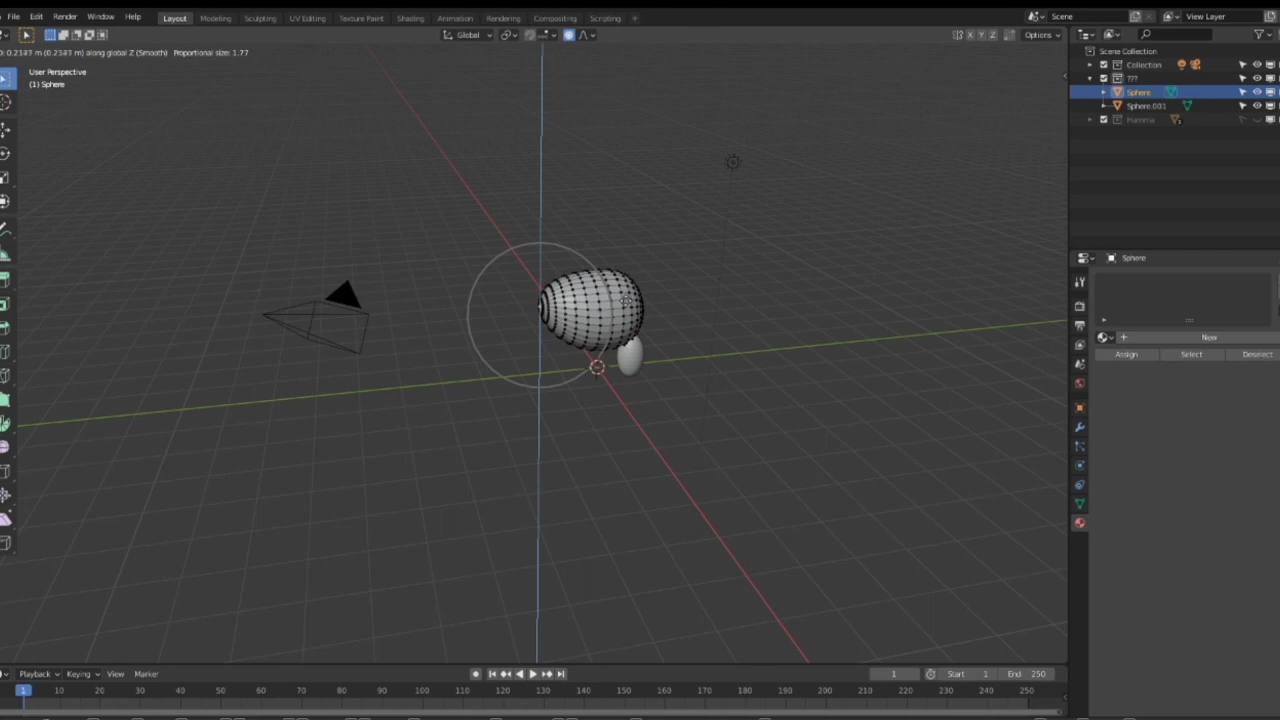 File Edit Render Window Help Layout Modeling Sculpting UV Editing Texture Paint Shading Animation Rendering Compositing Scripting + Scene View Layer
Global Options
D: 0.2343 m (0.2343 m) along global Z (Smooth) Proportional size: 1.77
User Perspective
(1) Sphere
Scene Collection
Collection
???
Sphere
Sphere.001
Mamma
Sphere
+ New
Assign Select Deselect
Playback Keying View Marker 1 Start 1 End 250
1 10 20 30 40 50 60 70 80 90 100 110 120 130 140 150 160 170 180 190 200 210 220 230 240 250